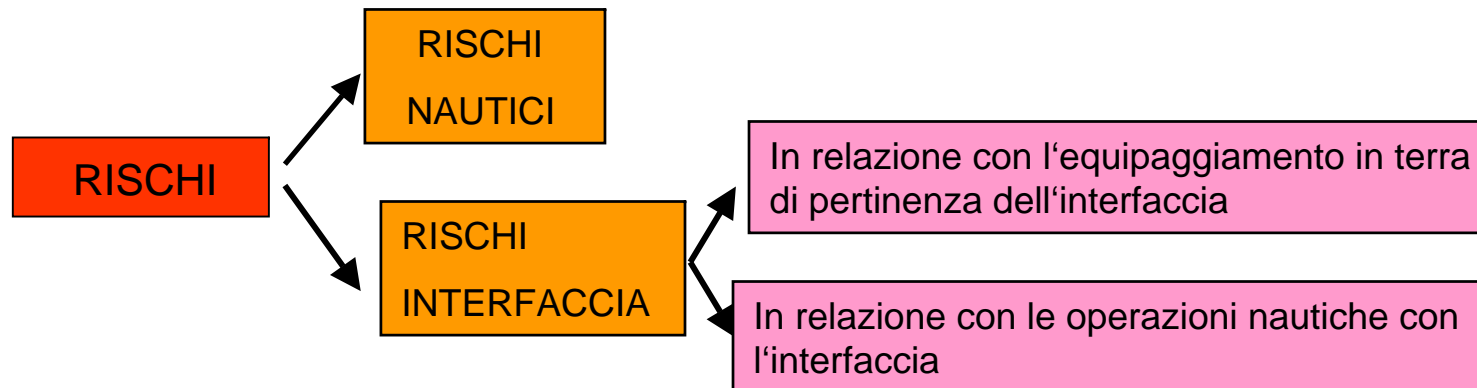 RISCHI
RISCHI
NAUTICI
RISCHI
INTERFACCIA
In relazione con l‘equipaggiamento in terra
di pertinenza dell‘interfaccia
In relazione con le operazioni nautiche con
l‘interfaccia